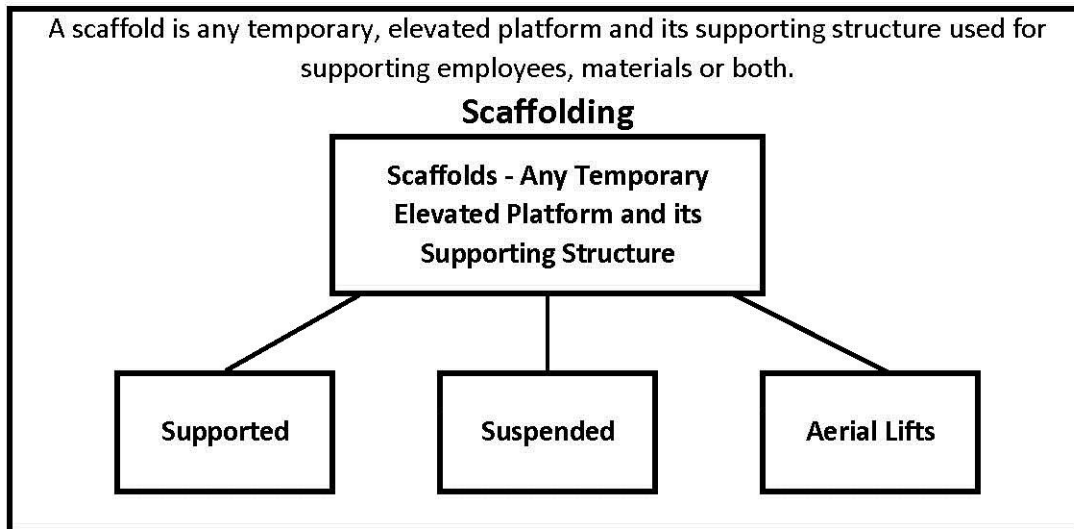 A scaffold is any temporary, elevated platform and its supporting structure used for
supporting employees, materials or both.
Scaffolding
Scaffolds - Any Temporary
Elevated Platform and its
Supporting Structure
Supported
Suspended
Aerial Lifts